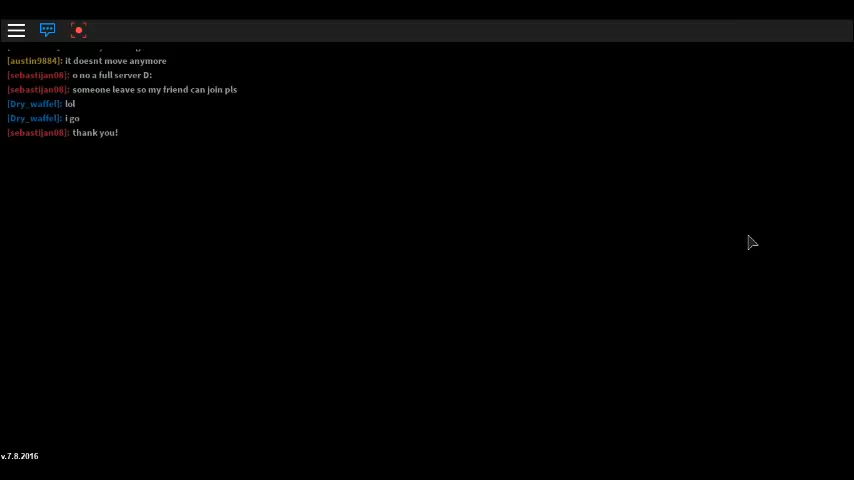 [austin9884]: it doesnt move anymore
[sebastijan08]: o no a full server D:
[sebastijan08]: someone leave so my friend can join pls
[Dry_waffel]: lol
[Dry_waffel]: i go
[sebastijan08]: thank you!
v.7.8.2016